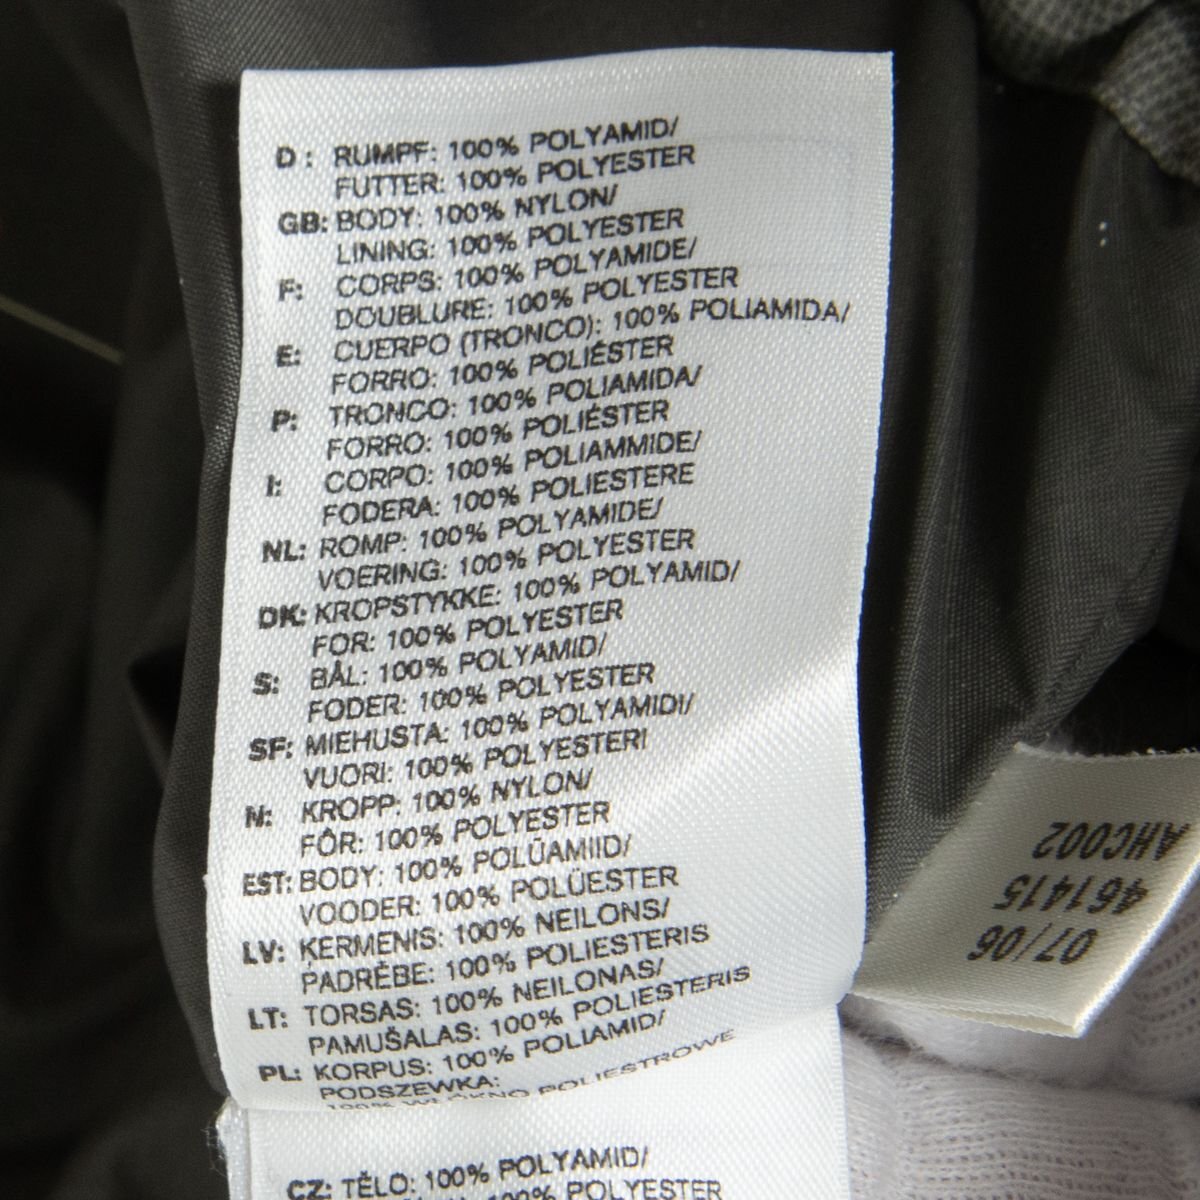 D: RUMPF: 100% POLYAMID/
FUTTER: 100% POLYESTER
GB: BODY: 100% NYLON/
LINING: 100% POLYESTER
F: CORPS: 100% POLYAMIDE/
DOUBLURE: 100% POLYESTER
E: CUERPO (TRONCO): 100% POLIAMIDA/
FORRO: 100% POLIÉSTER
P: TRONCO: 100% POLIAMIDA/
FORRO: 100% POLIÉSTER
I: CORPO: 100% POLIAMMIDE/
FODERA: 100% POLIESTERE
NL: ROMP: 100% POLYAMIDE/
VOERING: 100% POLYESTER
DK: KROPSTYKKE: 100% POLYAMID/
FOR: 100% POLYESTER
S: BÅL: 100% POLYAMID/
FODER: 100% POLYESTER
SF: MIEHUSTA: 100% POLYAMIDI/
VUORI: 100% POLYESTERI
N: KROPP: 100% NYLON/
FÔR: 100% POLYESTER
EST: BODY: 100% POLÜAMIID/
VOODER: 100% POLÜESTER
LV: ĶERMENIS: 100% NEILONS/
PADRĖBE: 100% POLIESTERIS
LT: TORSAS: 100% NEILONAS/
PAMUŠALAS: 100% POLIESTERIS
PL: KORPUS: 100% POLIAMID/
PODSZEWKA:
100% WŁÓKNO POLIESTROWE
CZ: TĚLO: 100% POLYAMID/
100% POLYESTER
AHC002
461415
07/06